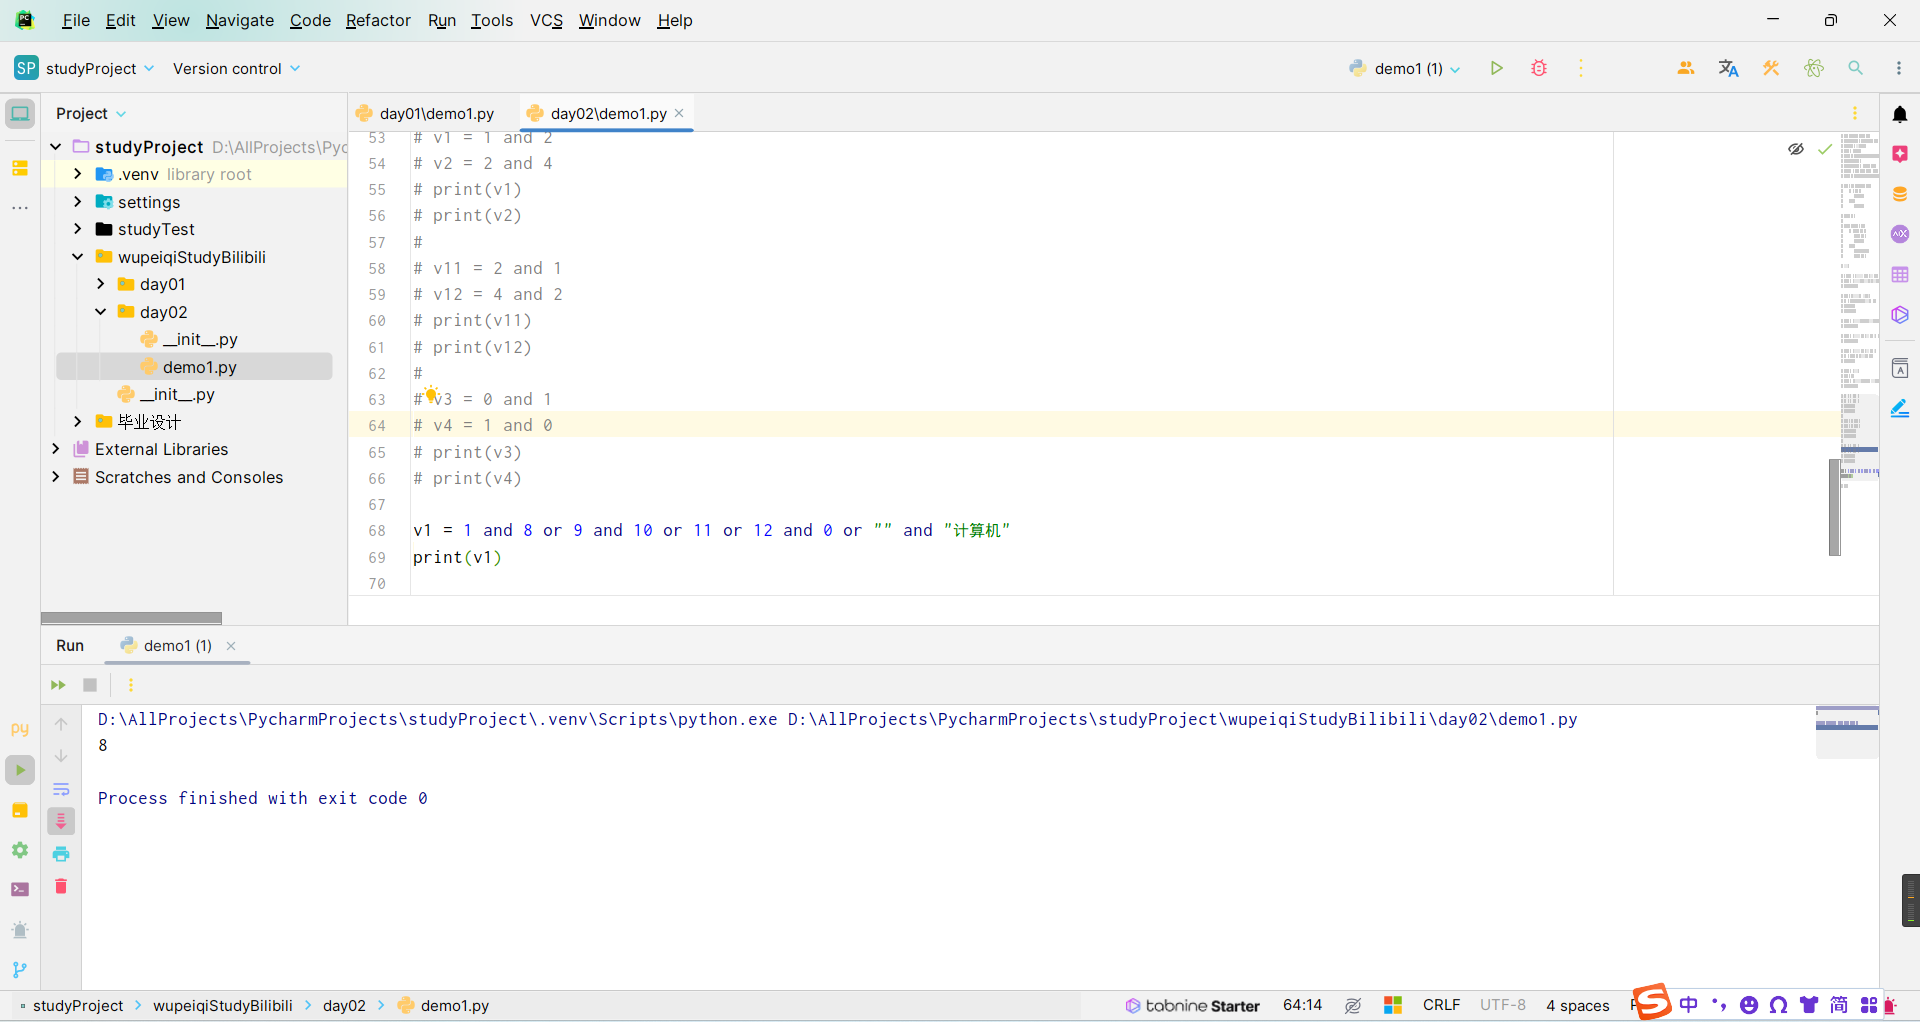 File Edit View Navigate Code Refactor Run Tools VCS Window Help
SP studyProject Version control demo1 (1)
Project
studyProject D:\AllProjects\Pyc
.venv library root
settings
studyTest
wupeiqiStudyBilibili
day01
day02
__init__.py
demo1.py
__init__.py
毕业设计
External Libraries
Scratches and Consoles
day01\demo1.py day02\demo1.py
53 # v1 = 1 and 2
54 # v2 = 2 and 4
55 # print(v1)
56 # print(v2)
57 #
58 # v11 = 2 and 1
59 # v12 = 4 and 2
60 # print(v11)
61 # print(v12)
62 #
63 # v3 = 0 and 1
64 # v4 = 1 and 0
65 # print(v3)
66 # print(v4)
67
68 v1 = 1 and 8 or 9 and 10 or 11 or 12 and 0 or "" and "计算机"
69 print(v1)
70
Run demo1 (1)
D:\AllProjects\PycharmProjects\studyProject\.venv\Scripts\python.exe D:\AllProjects\PycharmProjects\studyProject\wupeiqiStudyBilibili\day02\demo1.py
8
Process finished with exit code 0
py
studyProject wupeiqiStudyBilibili day02 demo1.py
tabnine Starter 64:14 CRLF UTF-8 4 spaces
中 简